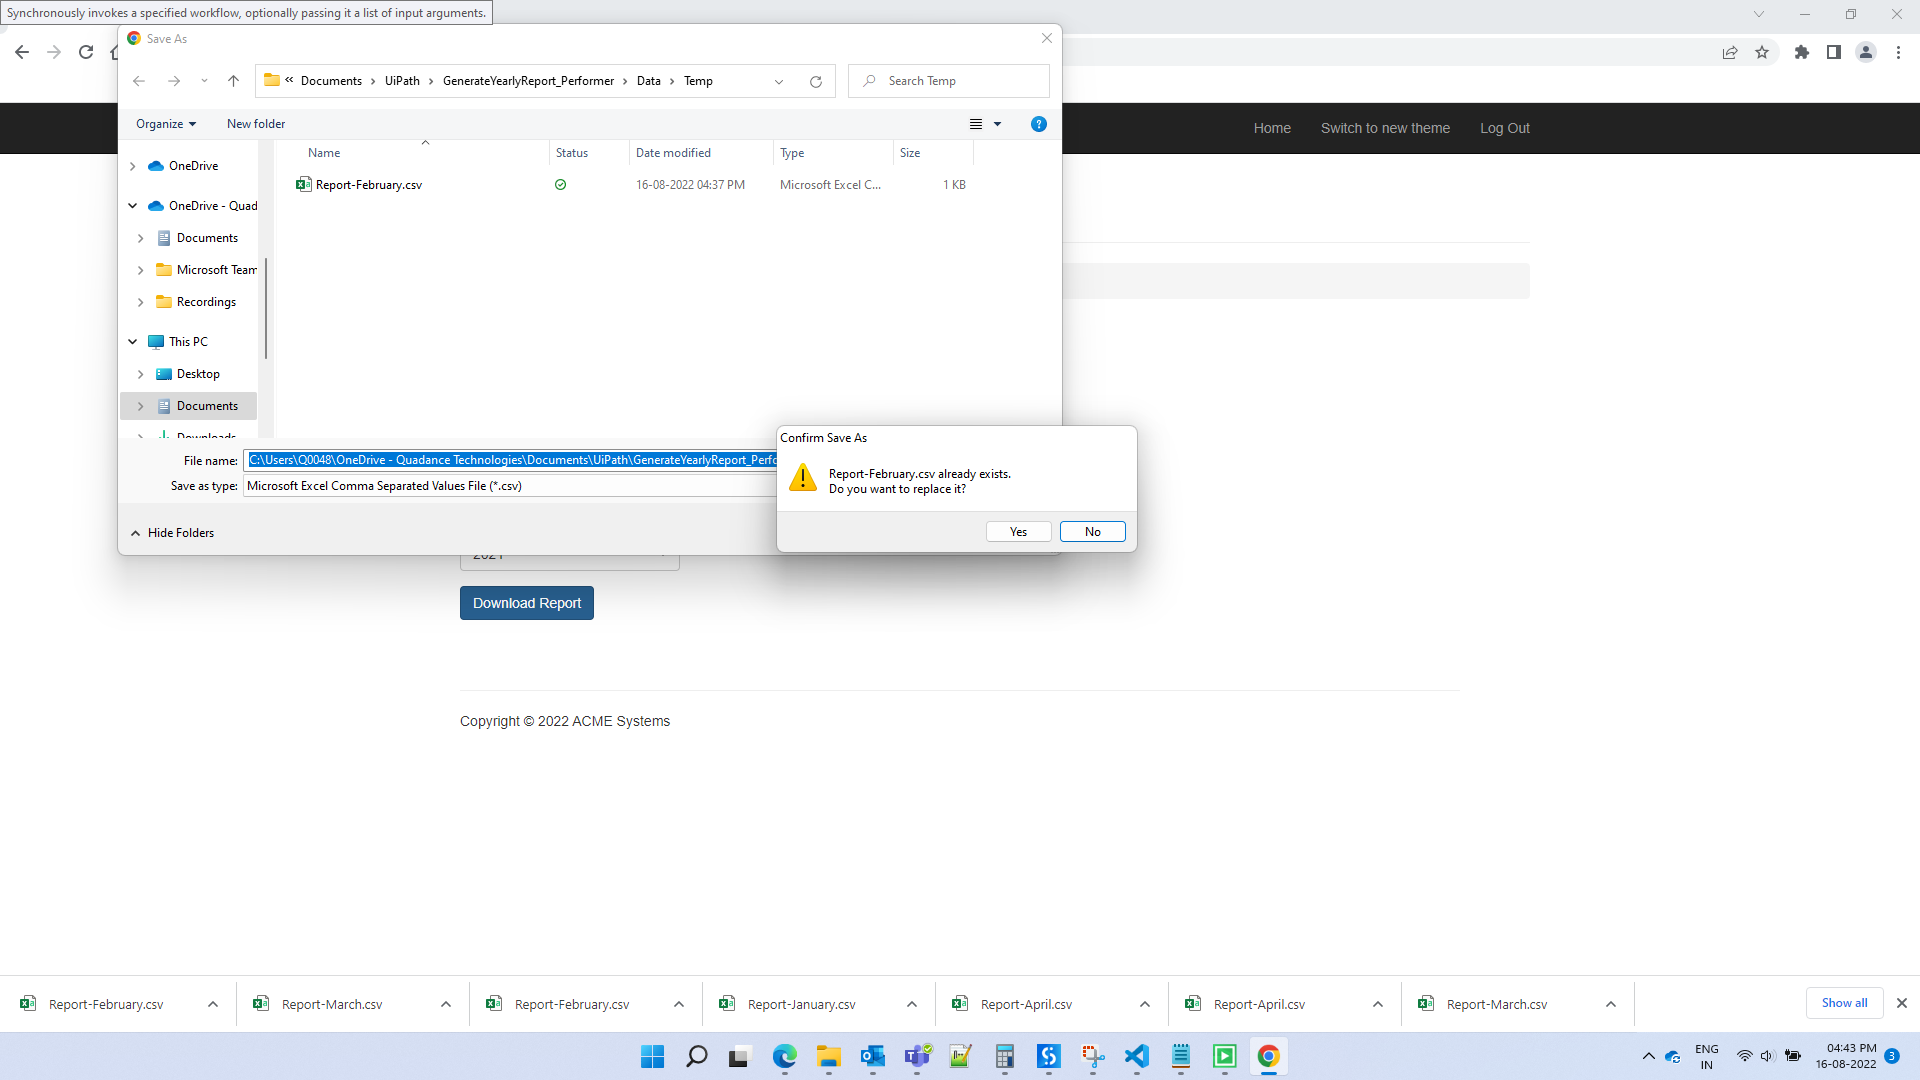 Synchronously invokes a specified workflow, optionally passing it a list of input arguments.
Save As
« Documents > UiPath > GenerateYearlyReport_Performer > Data > Temp
Search Temp
Home Switch to new theme Log Out
Organize New folder
Name Status Date modified Type Size
Report-February.csv 16-08-2022 04:37 PM Microsoft Excel C... 1 KB
OneDrive
OneDrive - Quad
Documents
Microsoft Team
Recordings
This PC
Desktop
Documents
Downloads
File name: C:\Users\Q0048\OneDrive - Quadance Technologies\Documents\UiPath\GenerateYearlyReport_Perfo
Save as type: Microsoft Excel Comma Separated Values File (*.csv)
Hide Folders
Confirm Save As
Report-February.csv already exists.
Do you want to replace it?
Yes No
2021
Download Report
Copyright © 2022 ACME Systems
Report-February.csv Report-March.csv Report-February.csv Report-January.csv Report-April.csv Report-April.csv Report-March.csv Show all
ENG
IN
04:43 PM
16-08-2022
3